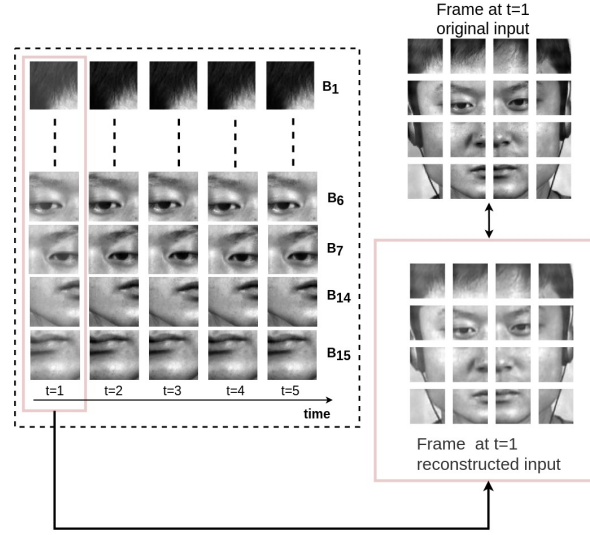 Frame at t=1
original input
B1
B6
B7
B14
B15
t=1 t=2 t=3 t=4 t=5
time
Frame at t=1
reconstructed input